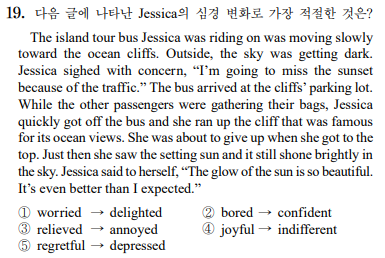 19. 다음 글에 나타난 Jessica의 심경 변화로 가장 적절한 것은?
The island tour bus Jessica was riding on was moving slowly
toward the ocean cliffs. Outside, the sky was getting dark.
Jessica sighed with concern, “I’m going to miss the sunset
because of the traffic.” The bus arrived at the cliffs’ parking lot.
While the other passengers were gathering their bags, Jessica
quickly got off the bus and she ran up the cliff that was famous
for its ocean views. She was about to give up when she got to the
top. Just then she saw the setting sun and it still shone brightly in
the sky. Jessica said to herself, “The glow of the sun is so beautiful.
It’s even better than I expected.”
① worried → delighted ② bored → confident
③ relieved → annoyed ④ joyful → indifferent
⑤ regretful → depressed